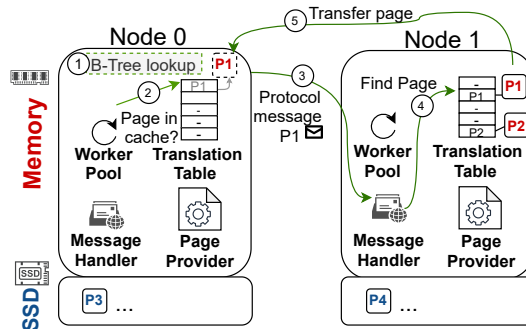 5 Transfer page
Node 0
Node 1
1 B-Tree lookup
P1
2
P1
-
-
-
Page in
cache?
3
Protocol
message
P1
Find Page
4
-
P1
-
-
P2
P1
P2
Worker
Pool
Translation
Table
Worker
Pool
Translation
Table
Message
Handler
Page
Provider
Message
Handler
Page
Provider
Memory
SSD
SSD
P3 ...
P4 ...